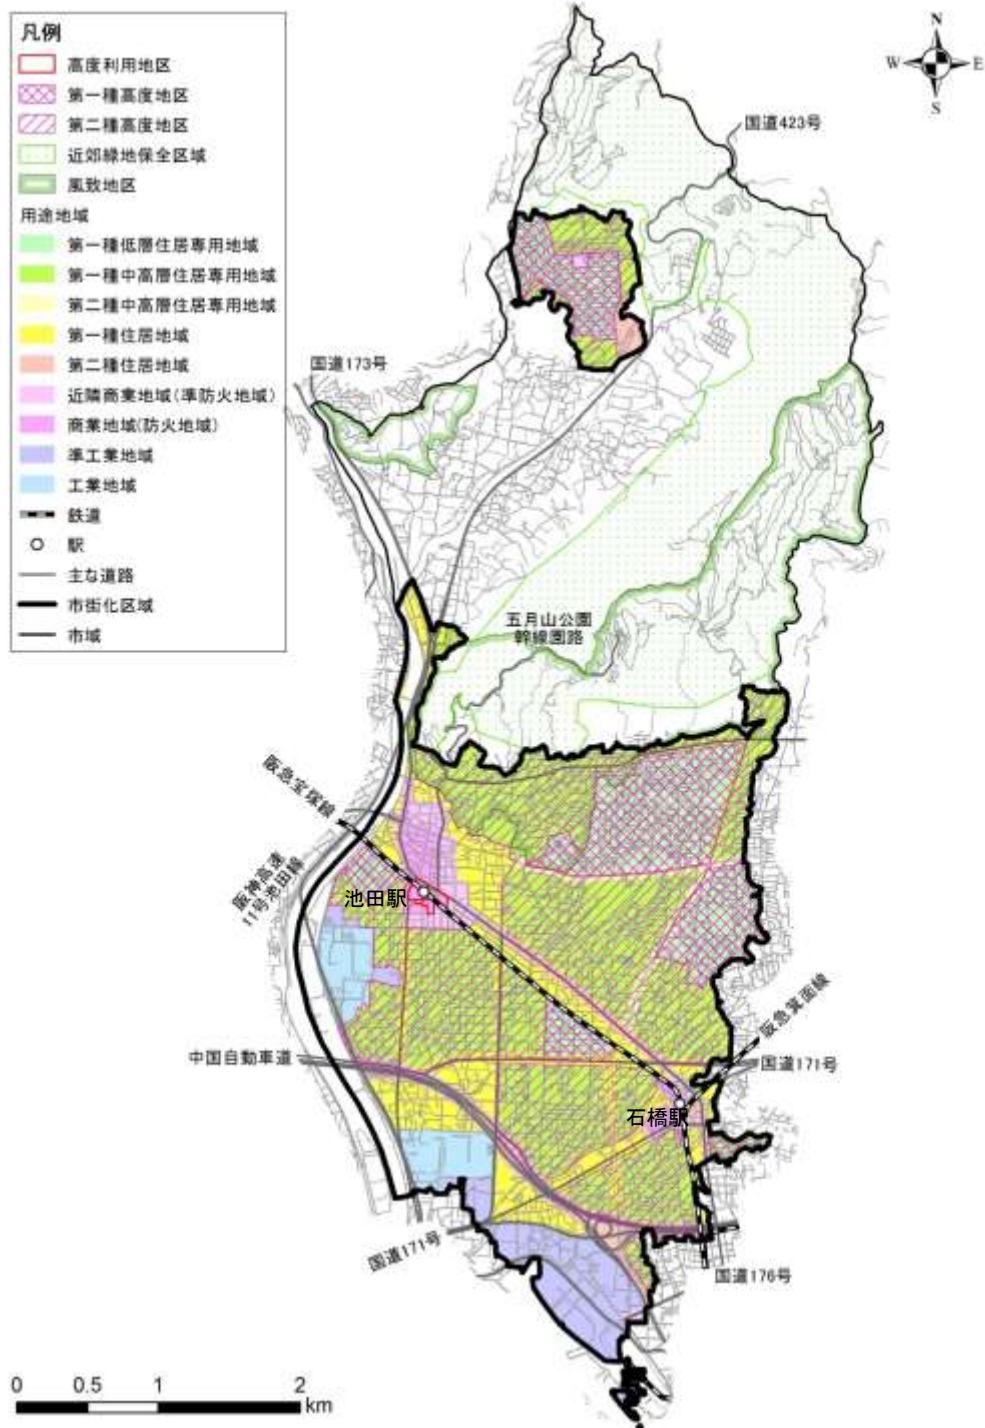 凡例
高度利用地区
第一種高度地区
第二種高度地区
近郊緑地保全区域
風致地区
用途地域
第一種低層住居専用地域
第一種中高層住居専用地域
第二種中高層住居専用地域
第一種住居地域
第二種住居地域
近隣商業地域(準防火地域)
商業地域(防火地域)
準工業地域
工業地域
鉄道
駅
主な道路
市街化区域
市域
N
W
E
S
国道423号
国道173号
五月山公園
幹線園路
阪急宝塚線
阪神高速
11号池田線
池田駅
阪急箕面線
中国自動車道
国道171号
石橋駅
国道171号
国道176号
0 0.5 1 2
km